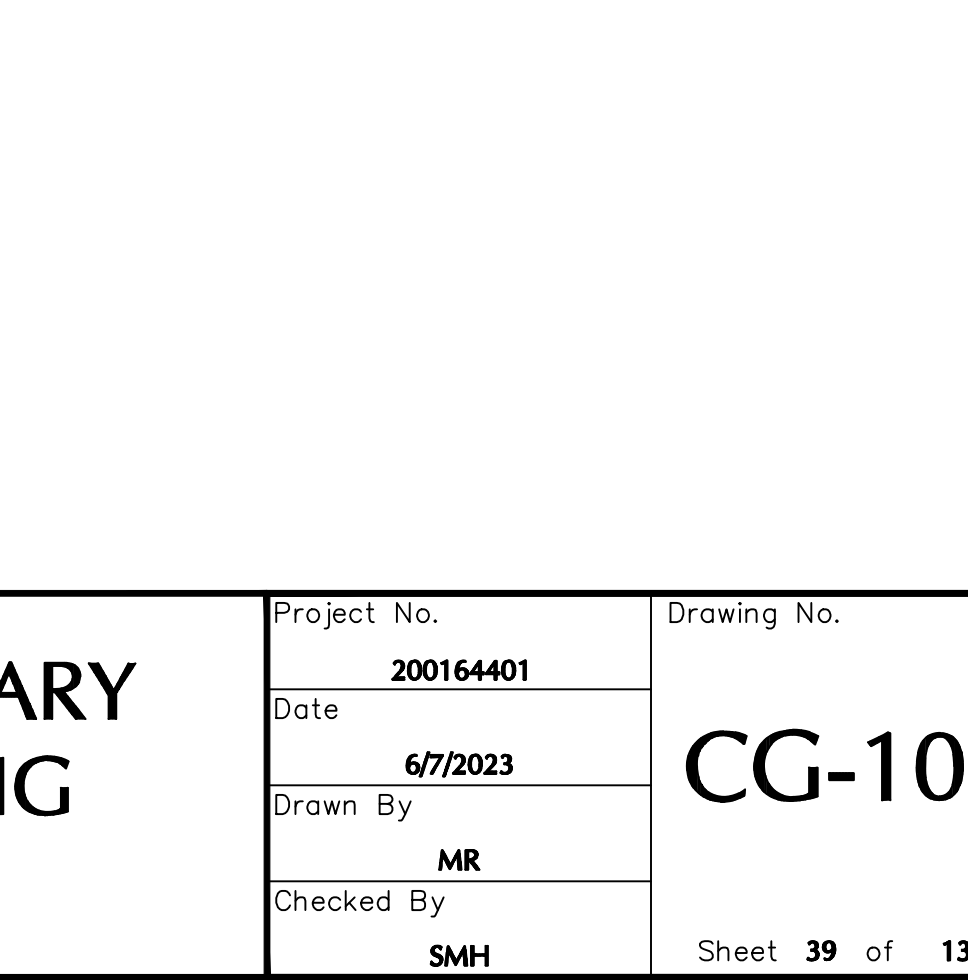 ARY
Project No.
200164401
Date
6/7/2023
Drawn By
MR
Checked By
SMH
Drawing No.
CG-10
Sheet 39 of 13